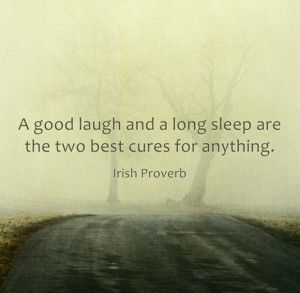 A good laugh and a long sleep are
the two best cures for anything.
Irish Proverb